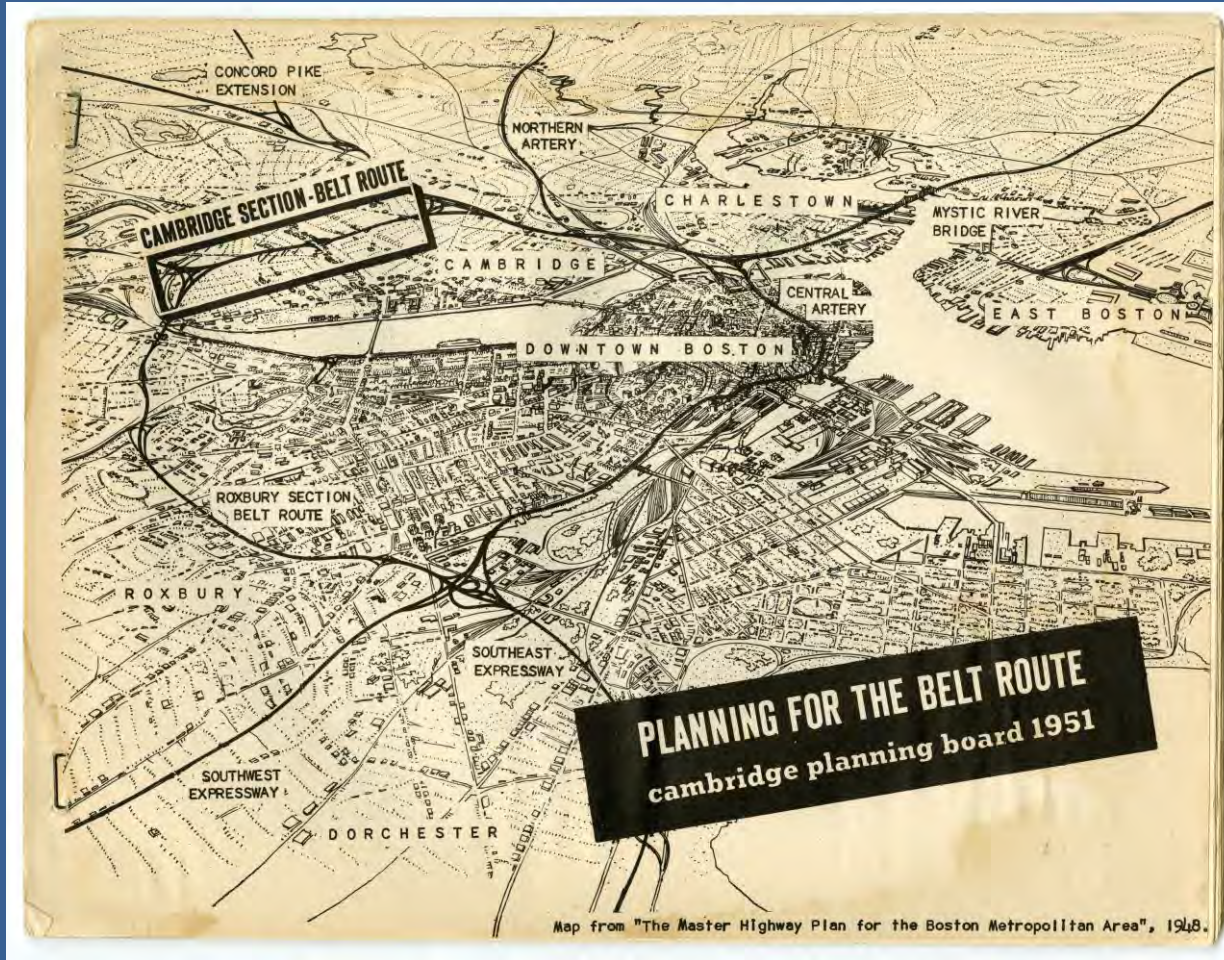 CONCORD PIKE
EXTENSION
NORTHERN
ARTERY
CAMBRIDGE SECTION-BELT ROUTE
CHARLESTOWN
MYSTIC RIVER
BRIDGE
CAMBRIDGE
CENTRAL
ARTERY
EAST BOSTON
DOWNTOWN BOSTON
ROXBURY SECTION
BELT ROUTE
ROXBURY
SOUTHEAST
EXPRESSWAY
PLANNING FOR THE BELT ROUTE
cambridge planning board 1951
SOUTHWEST
EXPRESSWAY
DORCHESTER
Map from "The Master Highway Plan for the Boston Metropolitan Area", 1948.